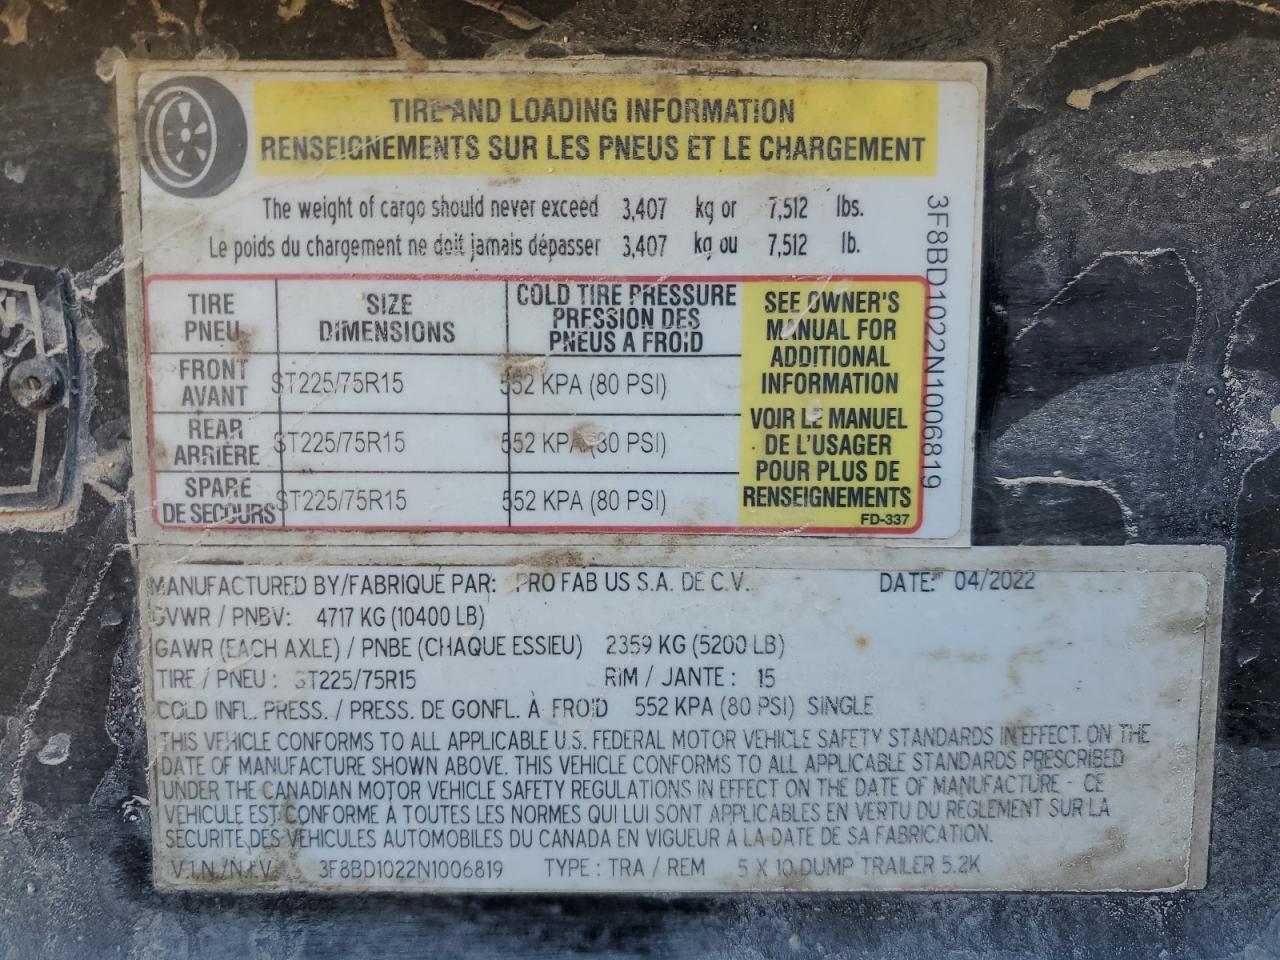 TIRE AND LOADING INFORMATION
RENSEIGNEMENTS SUR LES PNEUS ET LE CHARGEMENT
The weight of cargo should never exceed 3,407 kg or 7,512 lbs.
Le poids du chargement ne doit jamais dépasser 3,407 kg ou 7,512 lb.
TIRE PNEU SIZE DIMENSIONS COLD TIRE PRESSURE PRESSION DES PNEUS A FROID
FRONT AVANT ST225/75R15 552 KPA (80 PSI)
REAR ARRIÈRE ST225/75R15 552 KPA (80 PSI)
SPARE DE SECOURS ST225/75R15 552 KPA (80 PSI)
SEE OWNER'S
MANUAL FOR
ADDITIONAL
INFORMATION
VOIR LE MANUEL
DE L'USAGER
POUR PLUS DE
RENSEIGNEMENTS
FD-337
3F8BD1022N1006819
MANUFACTURED BY/FABRIQUÉ PAR: PRO FAB US S.A. DE C.V. DATE: 04/2022
GVWR / PNBV: 4717 KG (10400 LB)
GAWR (EACH AXLE) / PNBE (CHAQUE ESSIEU) 2359 KG (5200 LB)
TIRE / PNEU: ST225/75R15 RIM / JANTE: 15
COLD INFL. PRESS. / PRESS. DE GONFL. À FROID 552 KPA (80 PSI) SINGLE
THIS VEHICLE CONFORMS TO ALL APPLICABLE U.S. FEDERAL MOTOR VEHICLE SAFETY STANDARDS IN EFFECT ON THE
DATE OF MANUFACTURE SHOWN ABOVE. THIS VEHICLE CONFORMS TO ALL APPLICABLE STANDARDS PRESCRIBED
UNDER THE CANADIAN MOTOR VEHICLE SAFETY REGULATIONS IN EFFECT ON THE DATE OF MANUFACTURE - CE
VÉHICULE EST CONFORME À TOUTES LES NORMES QUI LUI SONT APPLICABLES EN VERTU DU RÈGLEMENT SUR LA
SÉCURITÉ DES VÉHICULES AUTOMOBILES DU CANADA EN VIGUEUR À LA DATE DE SA FABRICATION.
V.I.N./N.I.V. 3F8BD1022N1006819 TYPE: TRA / REM 5 X 10 DUMP TRAILER 5.2K